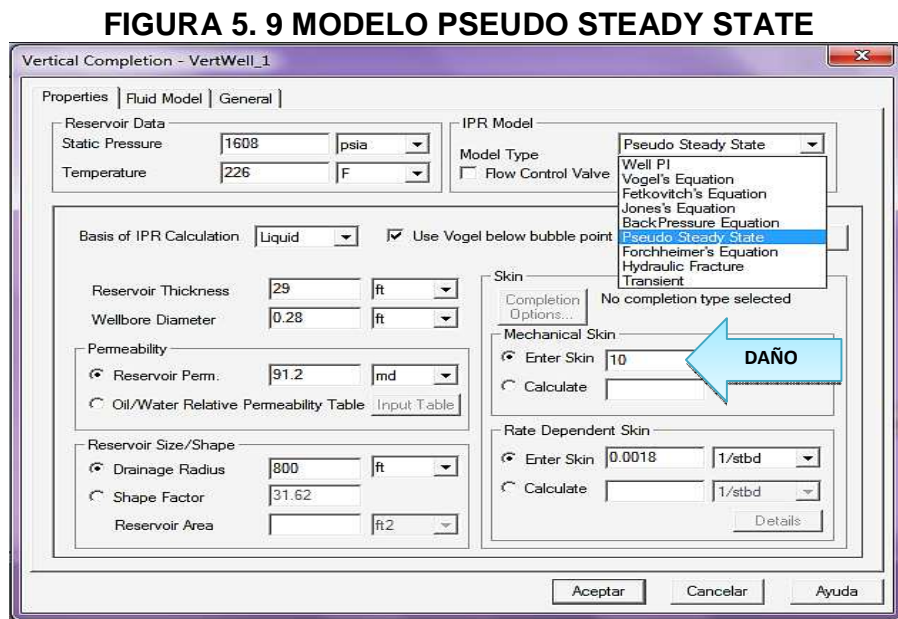 FIGURA 5. 9 MODELO PSEUDO STEADY STATE
Vertical Completion - VertWell_1
Properties
Fluid Model
General
Reservoir Data
Static Pressure
1608
psia
Temperature
226
F
IPR Model
Model Type
Pseudo Steady State
Flow Control Valve
Well PI
Vogel's Equation
Fetkovitch's Equation
Jones's Equation
BackPressure Equation
Pseudo Steady State
Forchheimer's Equation
Hydraulic Fracture
Transient
Basis of IPR Calculation
Liquid
Use Vogel below bubble point
Reservoir Thickness
29
ft
Wellbore Diameter
0.28
ft
Permeability
Reservoir Perm.
91.2
md
Oil/Water Relative Permeability Table
Input Table
Reservoir Size/Shape
Drainage Radius
800
ft
Shape Factor
31.62
Reservoir Area
ft2
Skin
Completion
Options...
No completion type selected
Mechanical Skin
Enter Skin
10
DAÑO
Calculate
Rate Dependent Skin
Enter Skin
0.0018
1/stbd
Calculate
1/stbd
Details
Aceptar
Cancelar
Ayuda